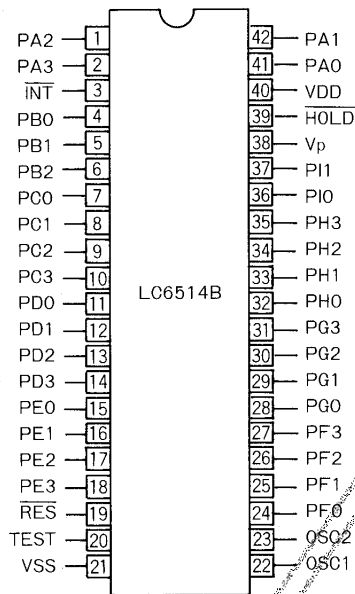 PA2 1 42 PA1
PA3 2 41 PA0
INT 3 40 VDD
PB0 4 39 HOLD
PB1 5 38 Vp
PB2 6 37 PI1
PC0 7 36 PI0
PC1 8 35 PH3
PC2 9 34 PH2
PC3 10 33 PH1
LC6514B
PD0 11 32 PH0
PD1 12 31 PG3
PD2 13 30 PG2
PD3 14 29 PG1
PE0 15 28 PG0
PE1 16 27 PF3
PE2 17 26 PF2
PE3 18 25 PF1
RES 19 24 PF0
TEST 20 23 OSC2
VSS 21 22 OSC1